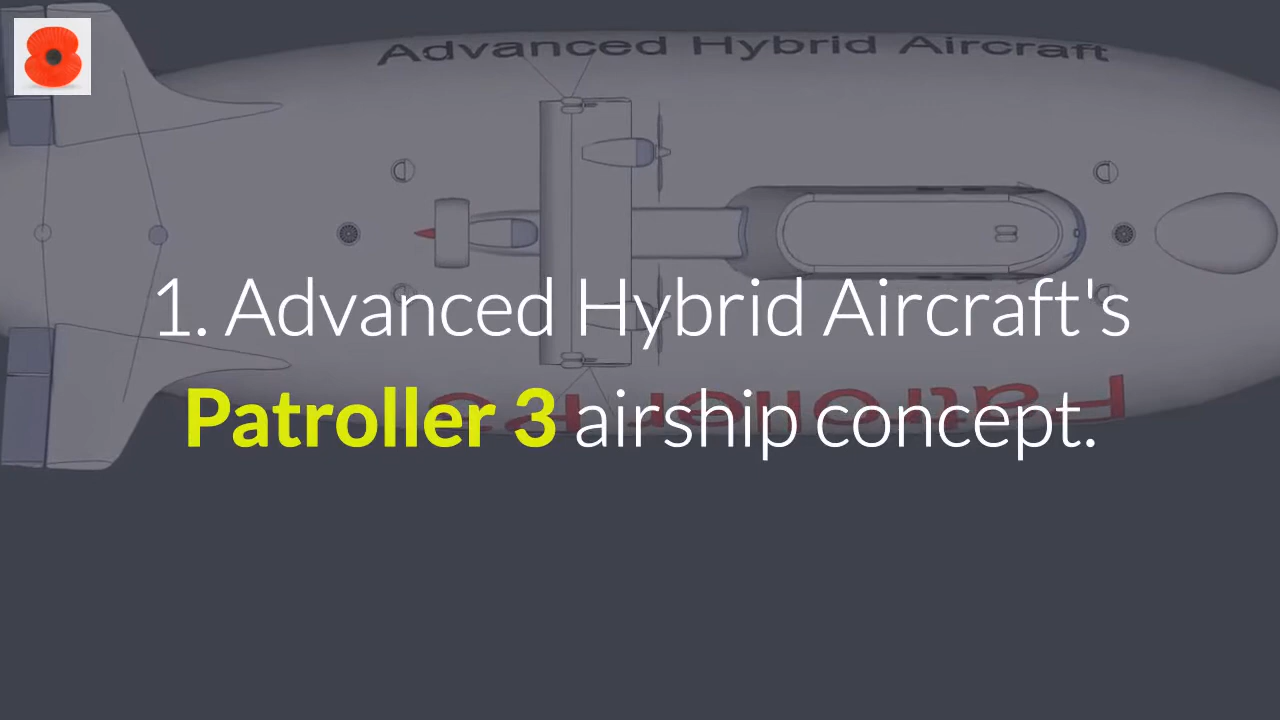 Advanced Hybrid Aircraft
1. Advanced Hybrid Aircraft's
Patroller 3 airship concept.